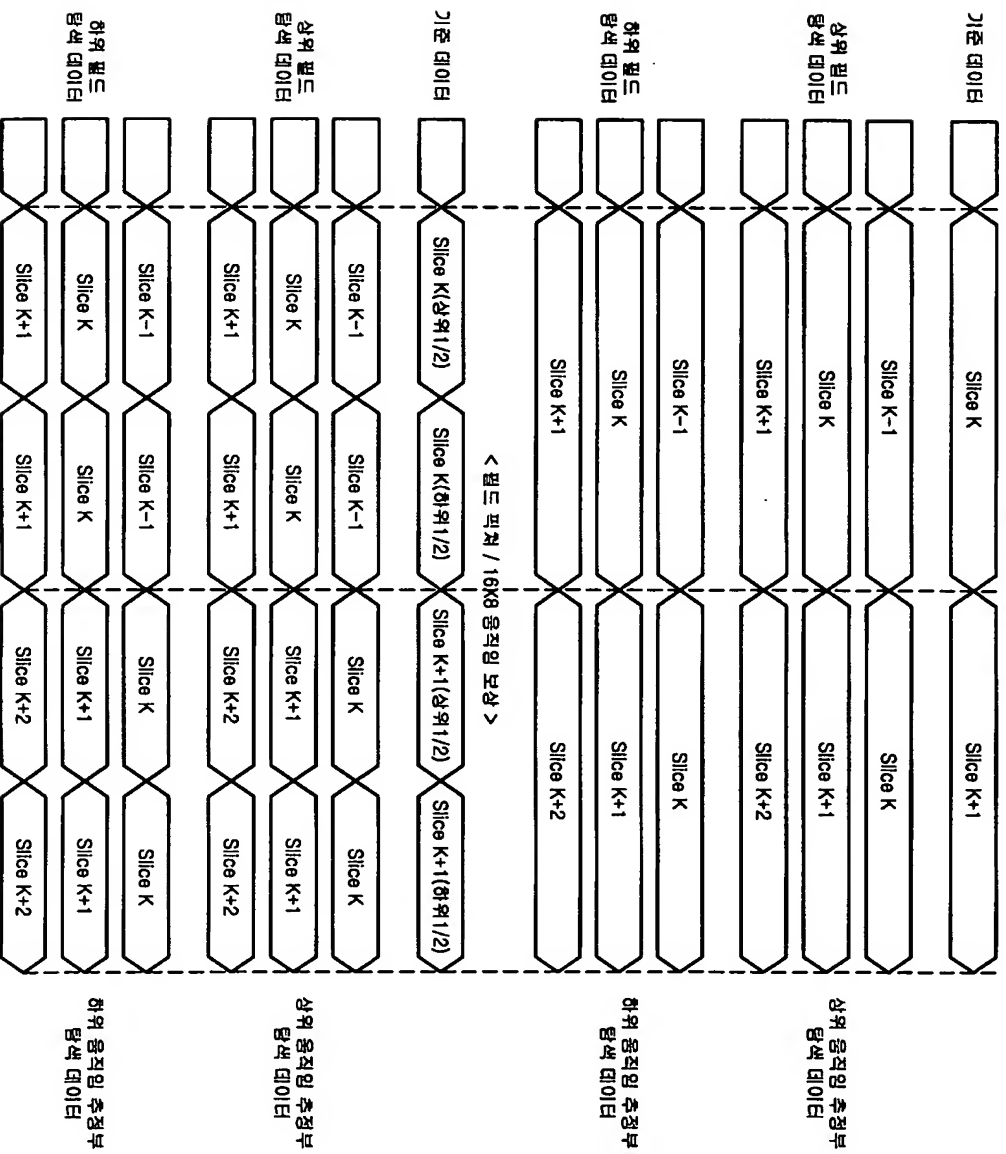 기준 데이터
Slice K
Slice K+1
상위 필드
탐색 데이터
Slice K-1
Slice K
Slice K
Slice K+1
Slice K+1
Slice K+2
상위 움직임 추정부
탐색 데이터
하위 필드
탐색 데이터
Slice K-1
Slice K
Slice K
Slice K+1
Slice K+1
Slice K+2
하위 움직임 추정부
탐색 데이터
< 필드 픽처 / 16X8 움직임 보상 >
기준 데이터
Slice K(상위1/2)
Slice K(하위1/2)
Slice K+1(상위1/2)
Slice K+1(하위1/2)
상위 필드
탐색 데이터
Slice K-1
Slice K-1
Slice K
Slice K
Slice K
Slice K
Slice K+1
Slice K+1
Slice K+1
Slice K+1
Slice K+2
Slice K+2
상위 움직임 추정부
탐색 데이터
하위 필드
탐색 데이터
Slice K-1
Slice K-1
Slice K
Slice K
Slice K
Slice K
Slice K+1
Slice K+1
Slice K+1
Slice K+1
Slice K+2
Slice K+2
하위 움직임 추정부
탐색 데이터